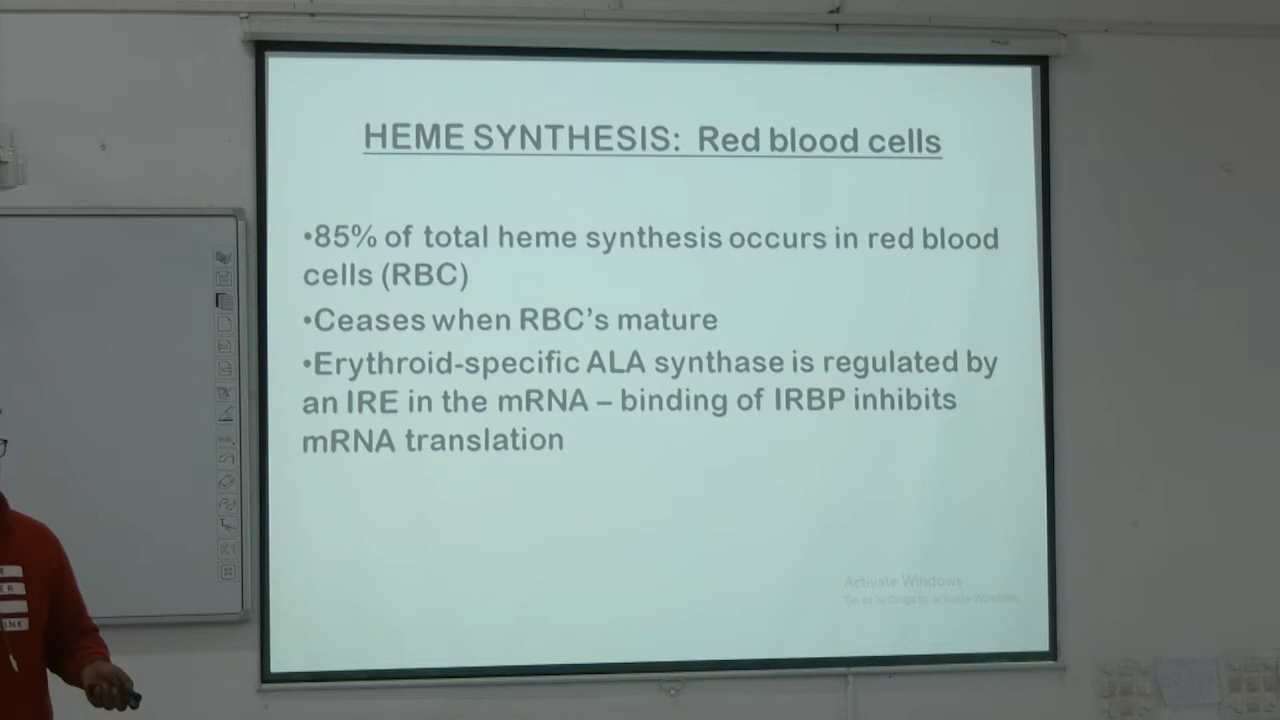 HEME SYNTHESIS: Red blood cells
•85% of total heme synthesis occurs in red blood
cells (RBC)
•Ceases when RBC's mature
•Erythroid-specific ALA synthase is regulated by
an IRE in the mRNA – binding of IRBP inhibits
mRNA translation
Activate Windows
Go to Settings to activate Windows.
INK